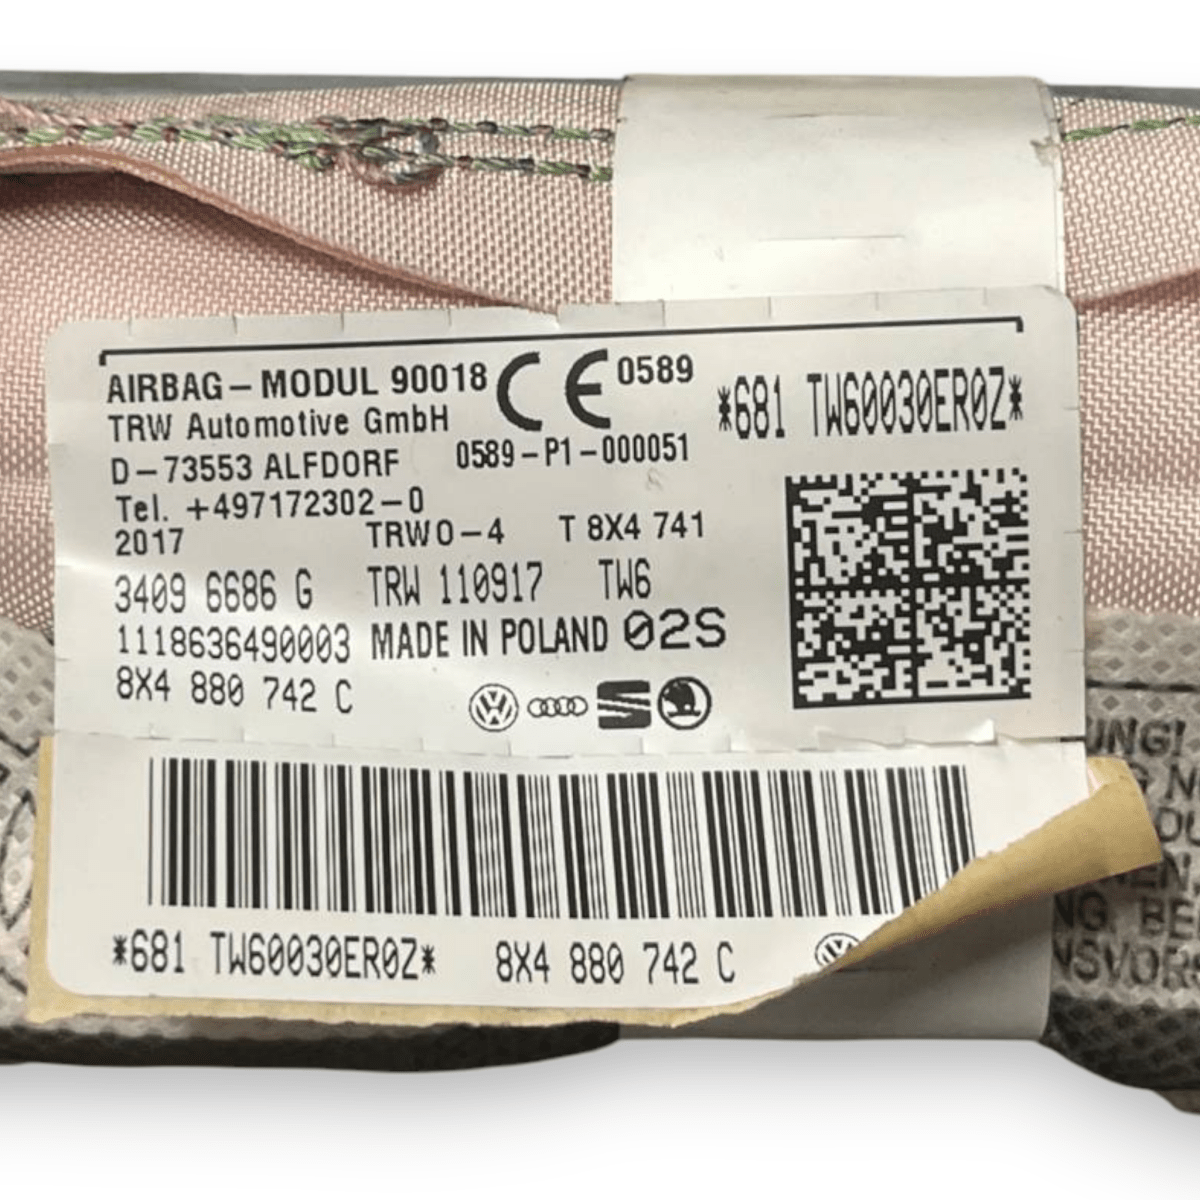 AIRBAG-MODUL 90018 CE 0589
TRW Automotive GmbH
D-73553 ALFDORF 0589-P1-000051
Tel. +497172302-0
2017 TRW0-4 T 8X4 741
3409 6686 G TRW 110917 TW6
1118636490003 MADE IN POLAND 02S
8X4 880 742 C
*681 TW60030ER0Z*
*681 TW60030ER0Z* 8X4 880 742 C
UNG!